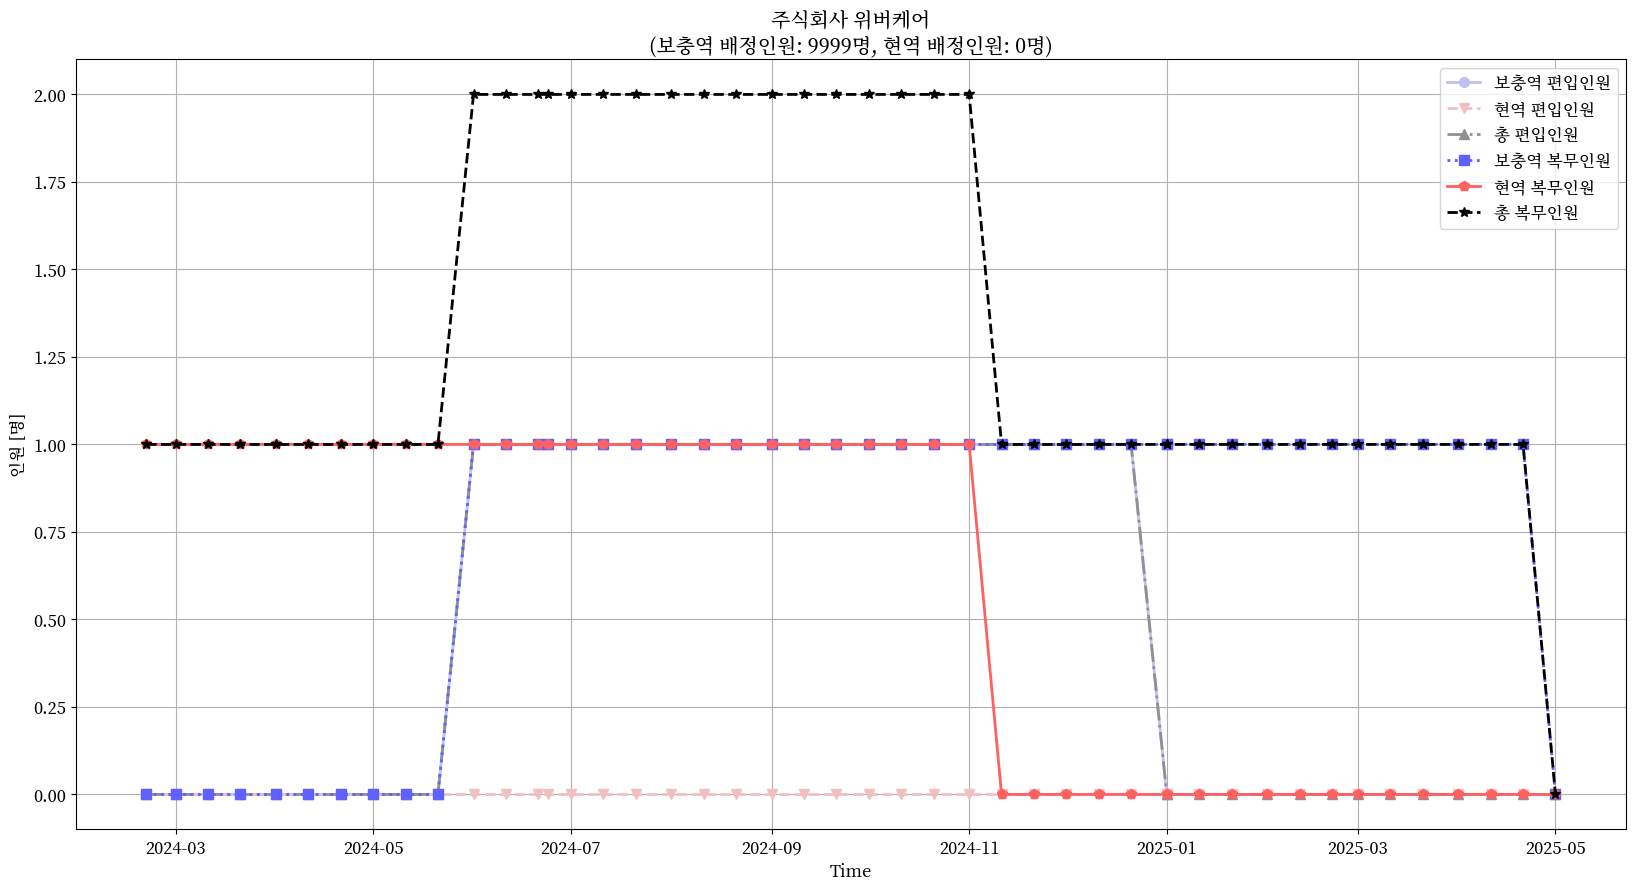 주식회사 위버케어
(보충역 배정인원: 9999명, 현역 배정인원: 0명)
보충역 편입인원
현역 편입인원
총 편입인원
보충역 복무인원
현역 복무인원
총 복무인원
인원 [명]
2.00
1.75
1.50
1.25
1.00
0.75
0.50
0.25
0.00
2024-03
2024-05
2024-07
2024-09
2024-11
2025-01
2025-03
2025-05
Time